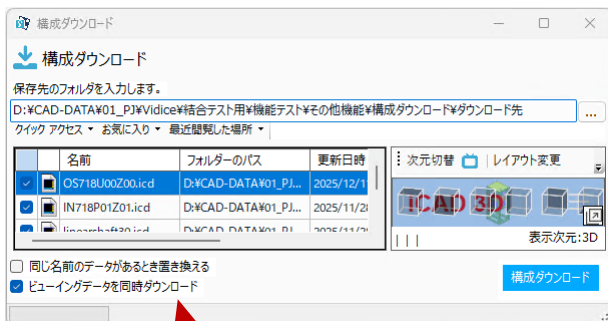 構成ダウンロード
構成ダウンロード
保存先のフォルダを入力します。
D:¥CAD-DATA¥01_PJ¥Vidice¥結合テスト用¥機能テスト¥その他機能¥構成ダウンロード¥ダウンロード先
...
クイック アクセス お気に入り 最近閲覧した場所
名前 フォルダーのパス 更新日時
OS718U00Z00.icd D:¥CAD-DATA¥01_PJ... 2025/12/1
IN718P01Z01.icd D:¥CAD-DATA¥01_PJ... 2025/11/2
次元切替 レイアウト変更
ICAD 3D
表示次元:3D
同じ名前のデータがあるとき置き換える
ビューイングデータを同時ダウンロード
構成ダウンロード